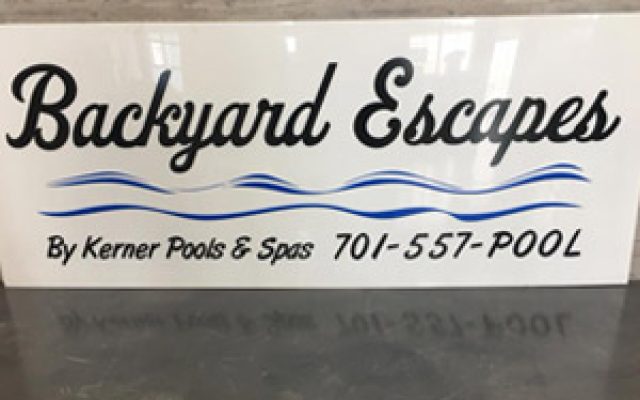 Backyard Escapes
By Kerner Pools & Spas 701-557-POOL